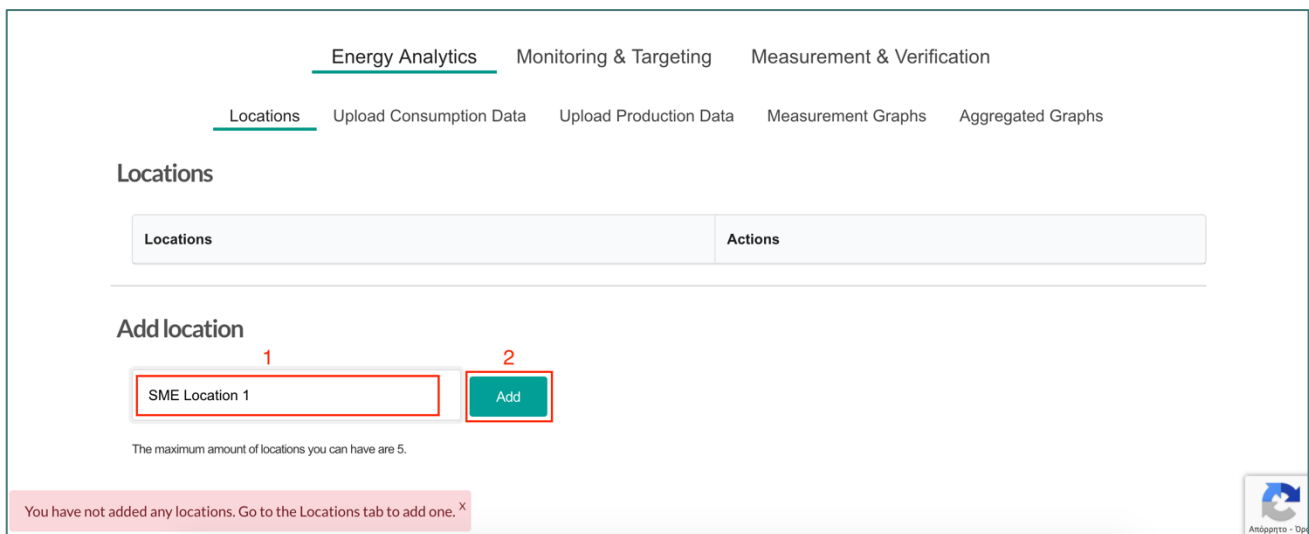 Energy Analytics Monitoring & Targeting Measurement & Verification
Locations Upload Consumption Data Upload Production Data Measurement Graphs Aggregated Graphs
Locations
Locations Actions
Add location
1 2
SME Location 1 Add
The maximum amount of locations you can have are 5.
You have not added any locations. Go to the Locations tab to add one. x
Απόρρητο - Όρο